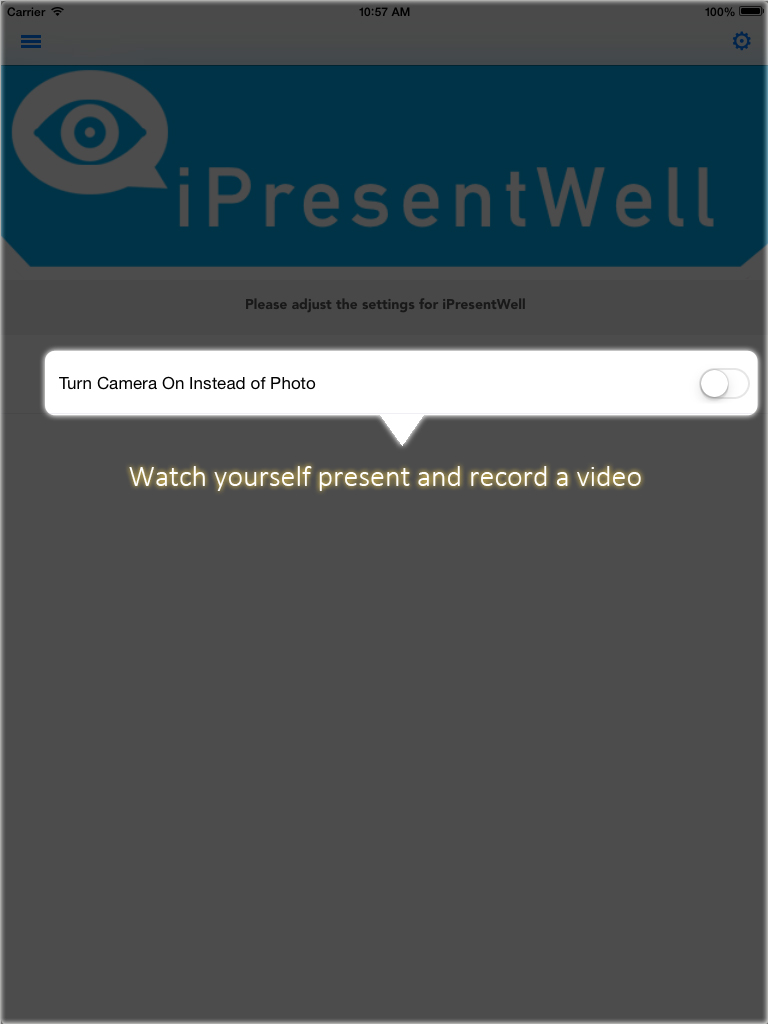 Carrier 10:57 AM 100%
iPresentWell
Please adjust the settings for iPresentWell
Turn Camera On Instead of Photo
Watch yourself present and record a video